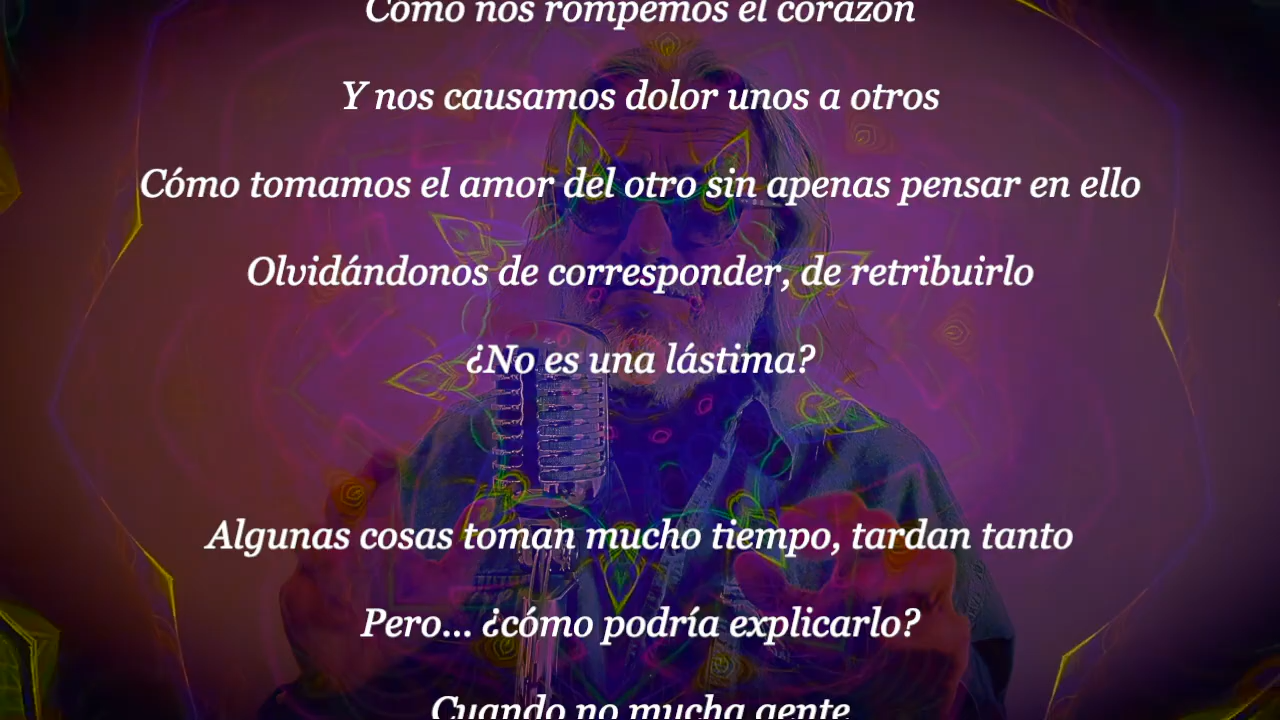 Cómo nos rompemos el corazón
Y nos causamos dolor unos a otros
Cómo tomamos el amor del otro sin apenas pensar en ello
Olvidándonos de corresponder, de retribuirlo
¿No es una lástima?
Algunas cosas toman mucho tiempo, tardan tanto
Pero... ¿cómo podría explicarlo?
Cuando no mucha gente